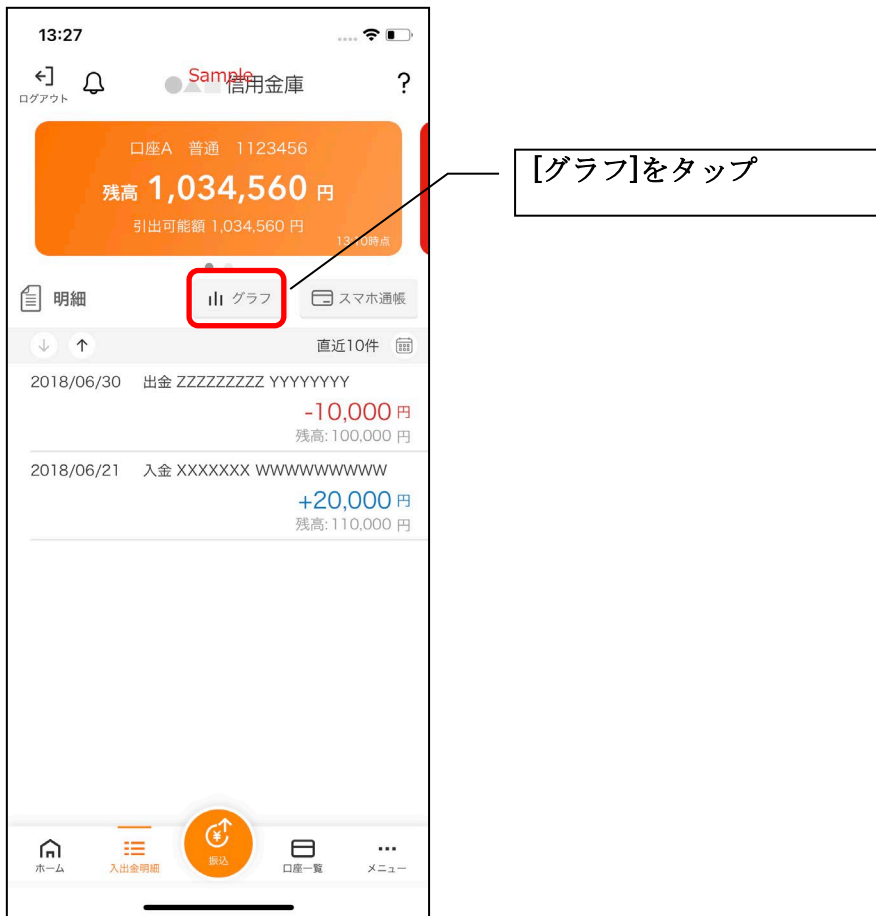 13:27
ログアウト
Sample
信用金庫
?
口座A 普通 1123456
残高 1,034,560 円
引出可能額 1,034,560 円
13:10時点
[グラフ]をタップ
明細
グラフ
スマホ通帳
直近10件
2018/06/30 出金 ZZZZZZZZZ YYYYYYYY
-10,000 円
残高: 100,000 円
2018/06/21 入金 XXXXXXX WWWWWWWWW
+20,000 円
残高: 110,000 円
ホーム
入出金明細
振込
口座一覧
メニュー